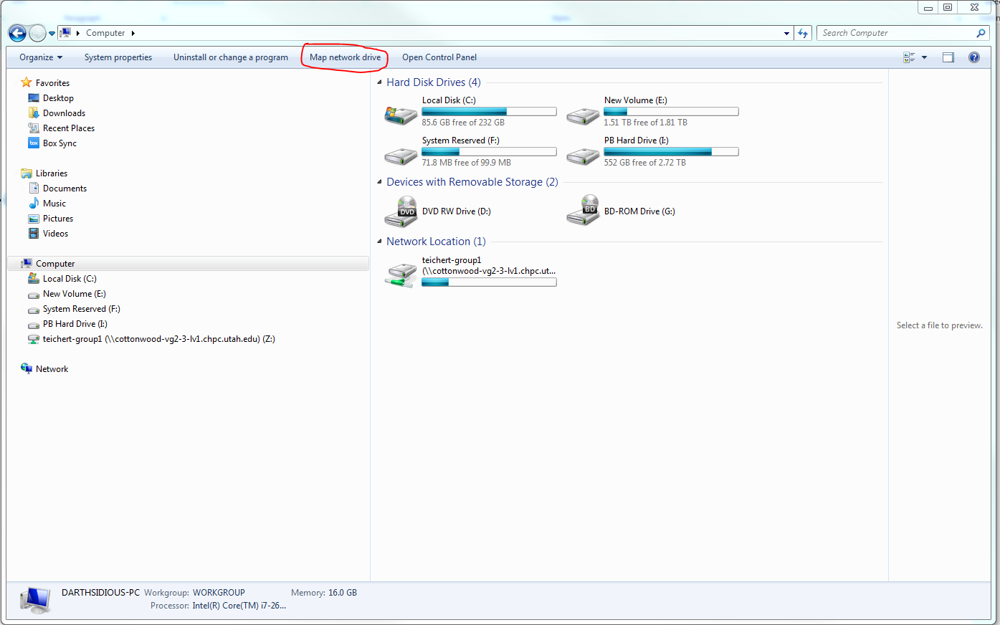 Computer
Search Computer
Organize
System properties
Uninstall or change a program
Map network drive
Open Control Panel
Favorites
Desktop
Downloads
Recent Places
box
Box Sync
Libraries
Documents
Music
Pictures
Videos
Computer
Local Disk (C:)
New Volume (E:)
System Reserved (F:)
PB Hard Drive (I:)
teichert-group1 (\\cottonwood-vg2-3-lv1.chpc.utah.edu) (Z:)
Network
Hard Disk Drives (4)
Local Disk (C:)
85.6 GB free of 232 GB
New Volume (E:)
1.51 TB free of 1.81 TB
System Reserved (F:)
71.8 MB free of 99.9 MB
PB Hard Drive (I:)
552 GB free of 2.72 TB
Devices with Removable Storage (2)
DVD
DVD RW Drive (D:)
BD
BD-ROM Drive (G:)
Network Location (1)
teichert-group1
(\\cottonwood-vg2-3-lv1.chpc.ut...
Select a file to preview.
DARTHSIDIOUS-PC Workgroup: WORKGROUP Memory: 16.0 GB
Processor: Intel(R) Core(TM) i7-26...